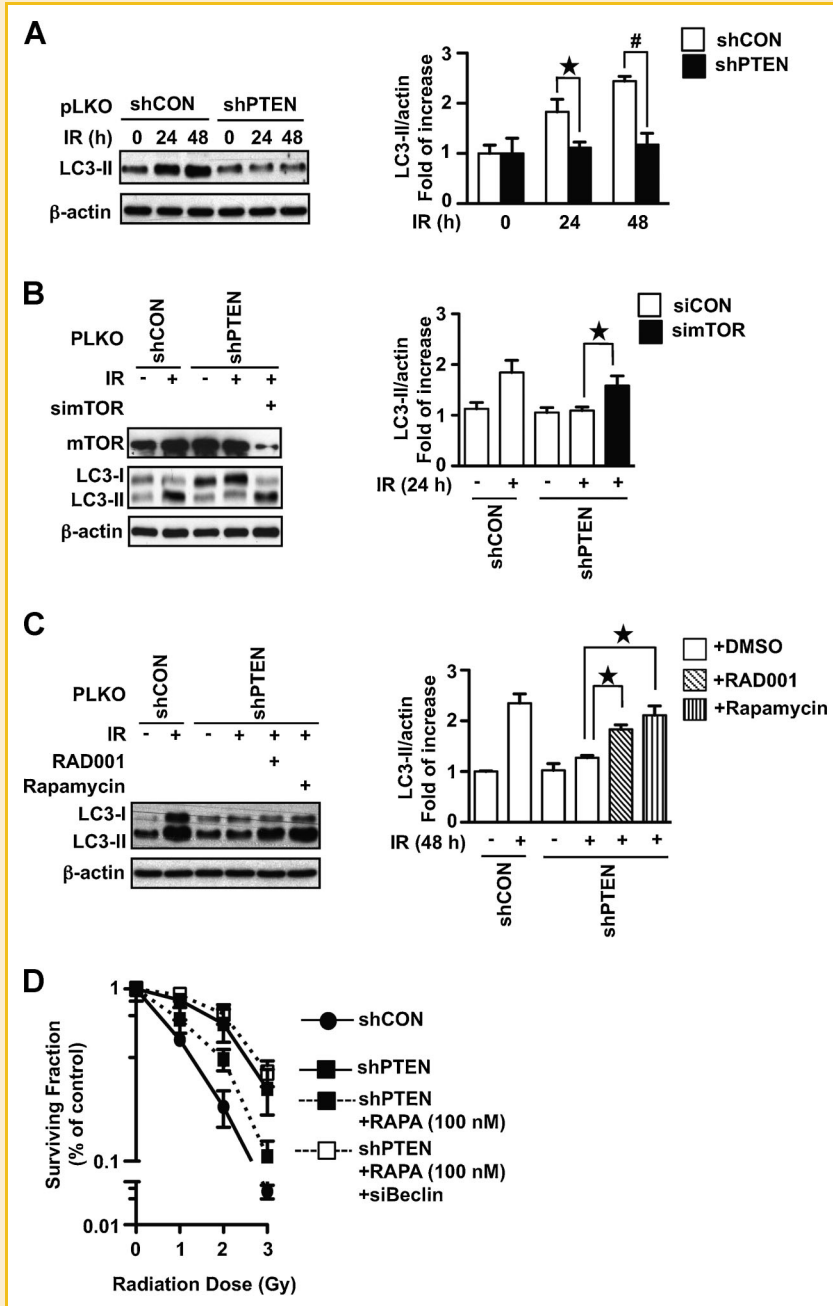 A
pLKO shCON shPTEN
IR (h) 0 24 48 0 24 48
LC3-II
β-actin
LC3-II/actin
Fold of increase
3
2
1
0
IR (h) 0 24 48
★ #
shCON
shPTEN
B
PLKO shCON shPTEN
IR - + - + +
simTOR +
mTOR
LC3-I
LC3-II
β-actin
LC3-II/actin
Fold of increase
3
2
1
0
★
siCON
simTOR
IR (24 h) - + - + +
shCON shPTEN
C
PLKO shCON shPTEN
IR - + - + + +
RAD001 +
Rapamycin +
LC3-I
LC3-II
β-actin
LC3-II/actin
Fold of increase
3
2
1
0
★
★
+DMSO
+RAD001
+Rapamycin
IR (48 h) - + - + + +
shCON shPTEN
D
Surviving Fraction
(% of control)
1
0.1
0.01
0 1 2 3
Radiation Dose (Gy)
shCON
shPTEN
shPTEN
+RAPA (100 nM)
shPTEN
+RAPA (100 nM)
+siBeclin